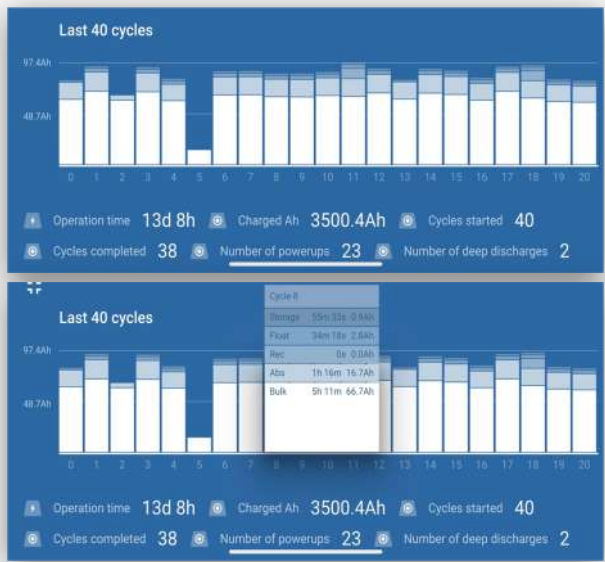 Last 40 cycles
97.4Ah
48.7Ah
0 1 2 3 4 5 6 7 8 9 10 11 12 13 14 15 16 17 18 19 20
Operation time 13d 8h Charged Ah 3500.4Ah Cycles started 40
Cycles completed 38 Number of powerups 23 Number of deep discharges 2
Last 40 cycles
Cycle 8
Storage 55m 33s 0.9Ah
Float 34m 18s 2.8Ah
97.4Ah
Rec 0s 0.0Ah
Abs 1h 16m 16.7Ah
Bulk 5h 11m 66.7Ah
48.7Ah
0 1 2 3 4 5 6 7 8 9 10 11 12 13 14 15 16 17 18 19 20
Operation time 13d 8h Charged Ah 3500.4Ah Cycles started 40
Cycles completed 38 Number of powerups 23 Number of deep discharges 2